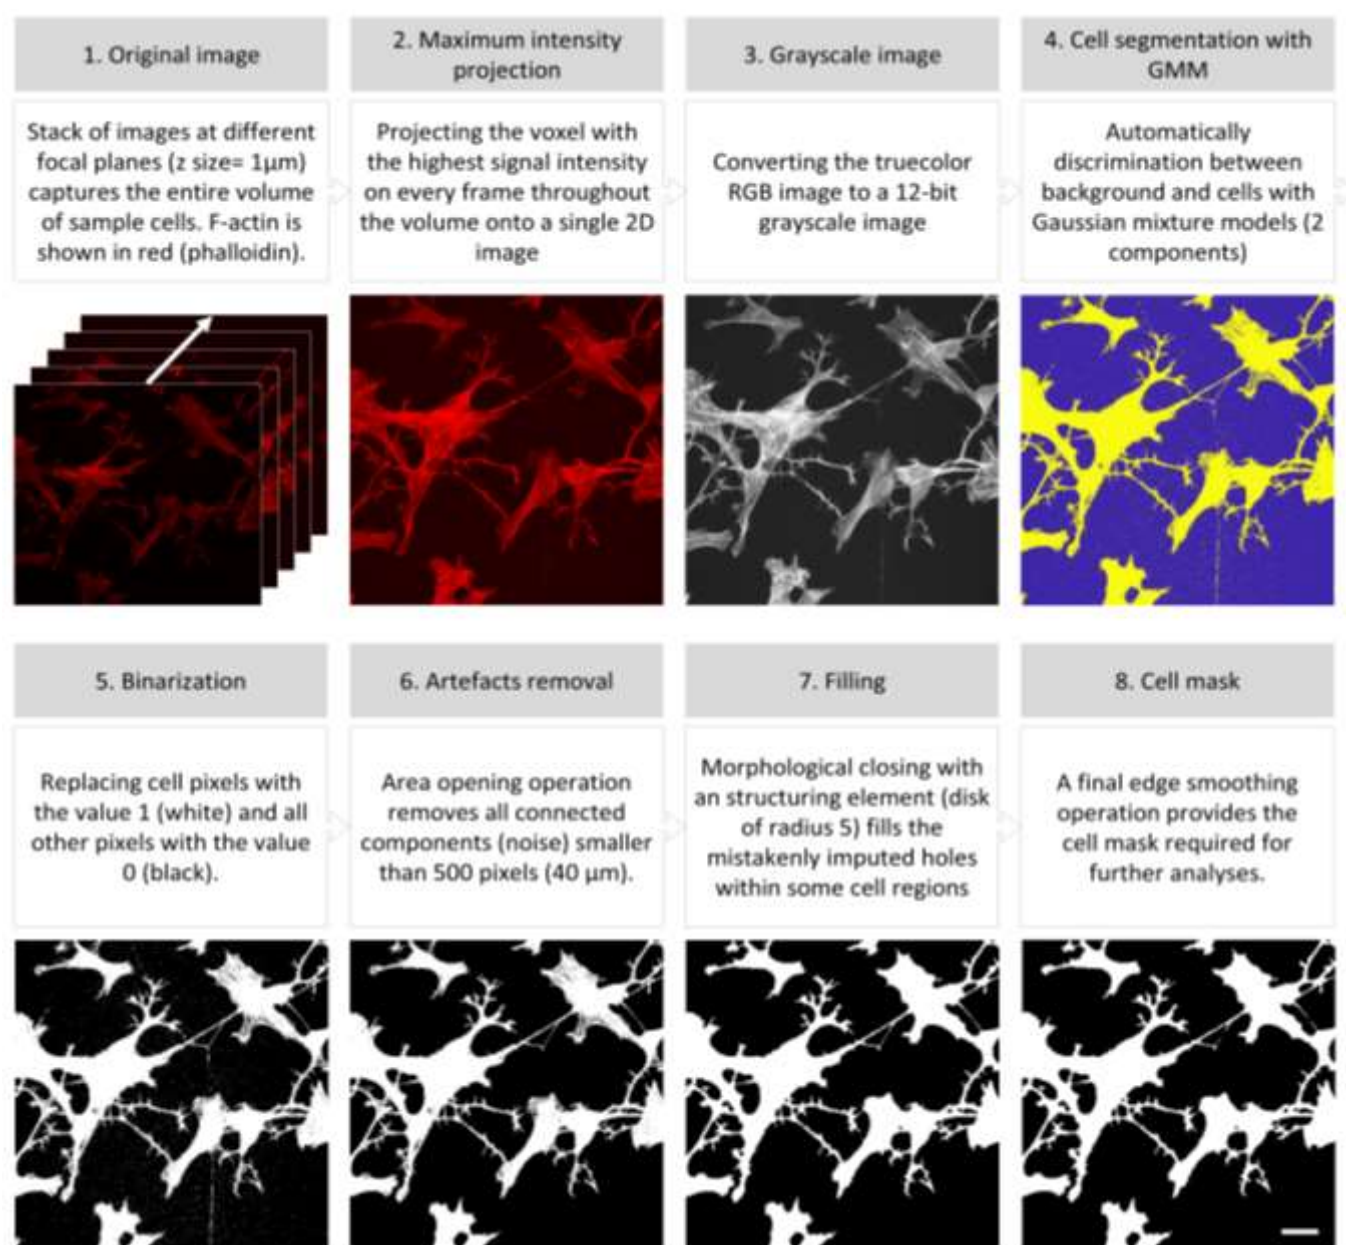 1. Original image
2. Maximum intensity
projection
3. Grayscale image
4. Cell segmentation with
GMM
Stack of images at different
focal planes (z size= 1μm)
captures the entire volume
of sample cells. F-actin is
shown in red (phalloidin).
Projecting the voxel with
the highest signal intensity
on every frame throughout
the volume onto a single 2D
image
Converting the truecolor
RGB image to a 12-bit
grayscale image
Automatically
discrimination between
background and cells with
Gaussian mixture models (2
components)
5. Binarization
6. Artefacts removal
7. Filling
8. Cell mask
Replacing cell pixels with
the value 1 (white) and all
other pixels with the value
0 (black).
Area opening operation
removes all connected
components (noise) smaller
than 500 pixels (40 μm).
Morphological closing with
an structuring element (disk
of radius 5) fills the
mistakenly imputed holes
within some cell regions
A final edge smoothing
operation provides the
cell mask required for
further analyses.